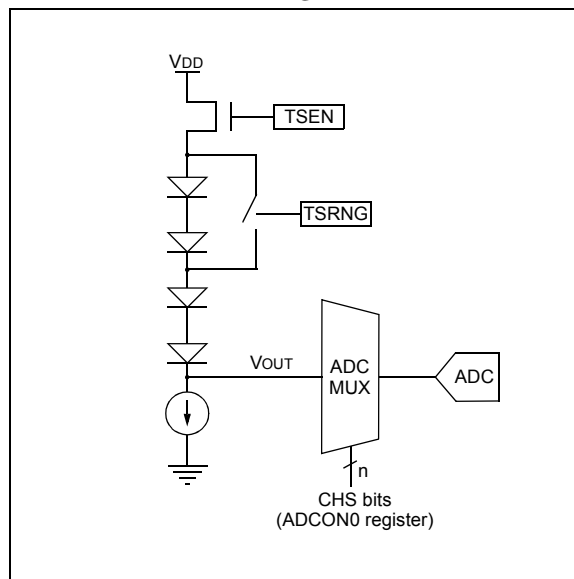 VDD
TSEN
TSRNG
VOUT
ADC
MUX
ADC
n
CHS bits
(ADCON0 register)